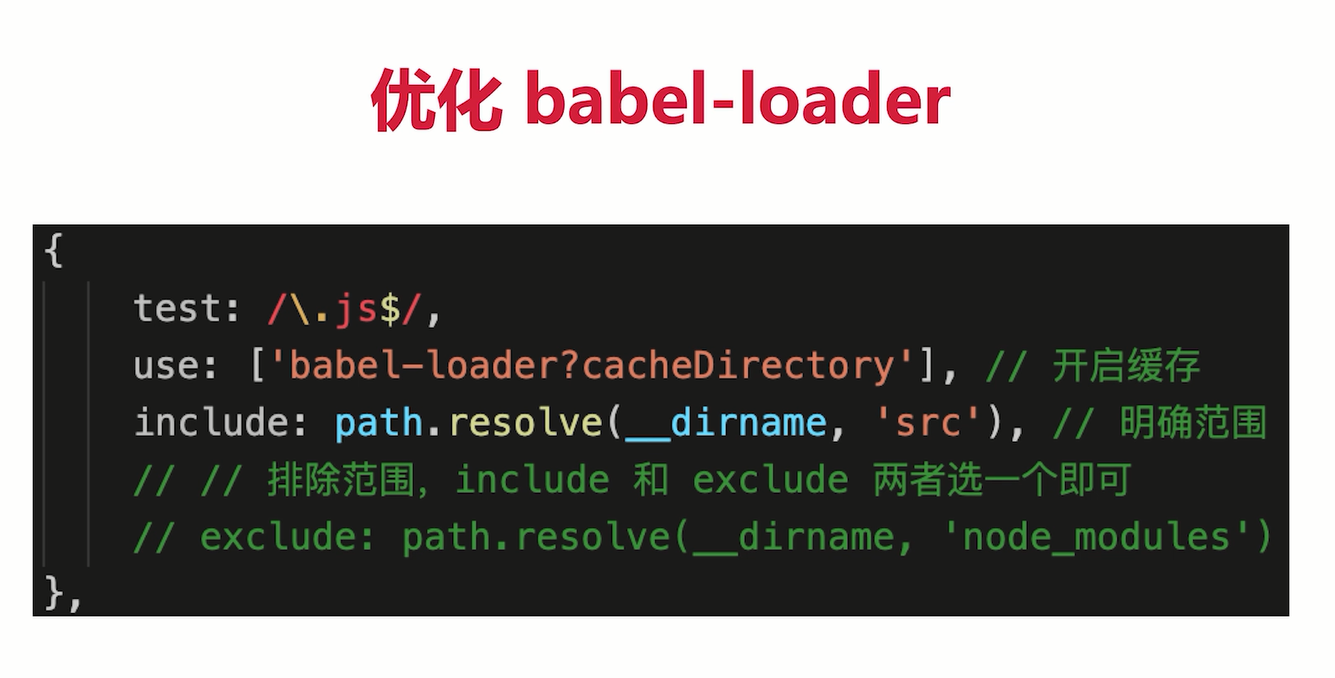 优化 babel-loader
{
test: /\.js$/,
use: ['babel-loader?cacheDirectory'], // 开启缓存
include: path.resolve(__dirname, 'src'), // 明确范围
// // 排除范围，include 和 exclude 两者选一个即可
// exclude: path.resolve(__dirname, 'node_modules')
},